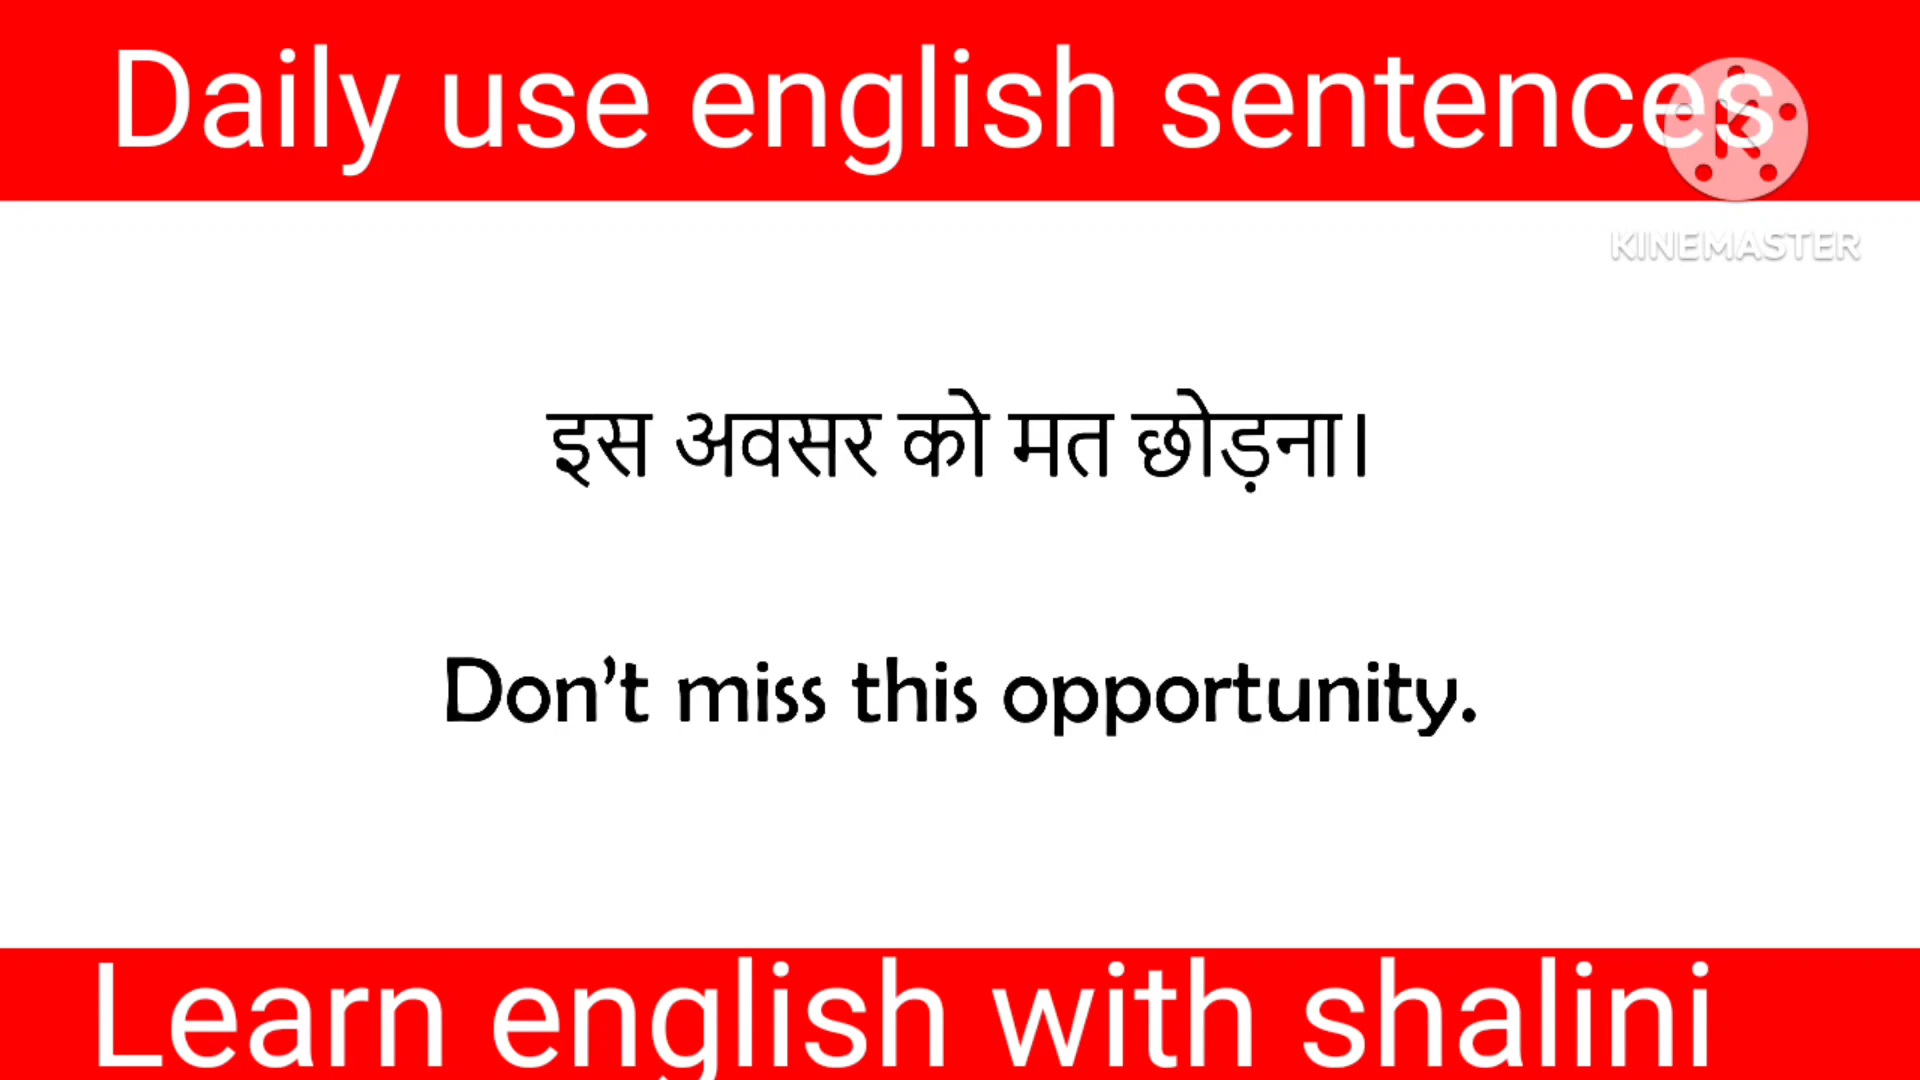 Daily use english sentences
KINEMASTER
इस अवसर को मत छोड़ना।
Don’t miss this opportunity.
Learn english with shalini